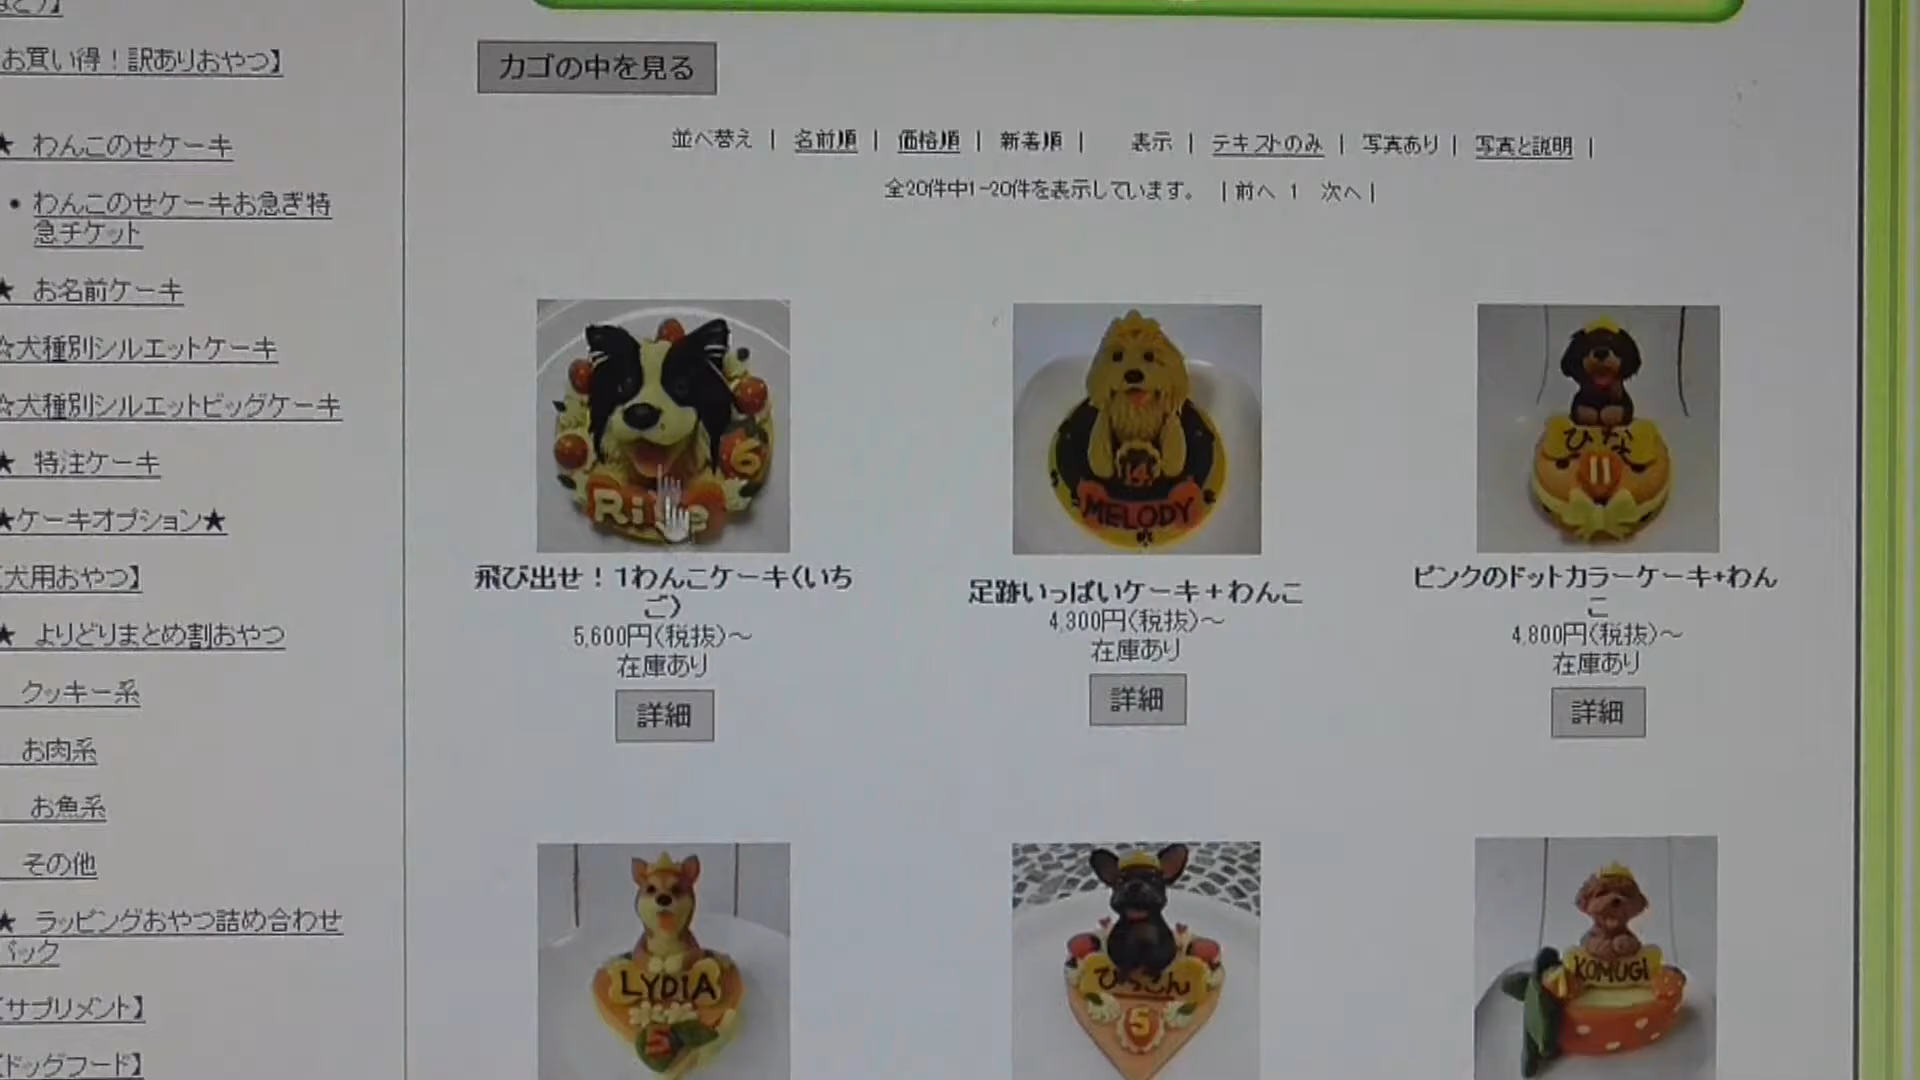 など】
お買い得！訳ありおやつ】
★ わんこのせケーキ
• わんこのせケーキお急ぎ特
急チケット
★ お名前ケーキ
☆犬種別シルエットケーキ
☆犬種別シルエットビッグケーキ
★ 特注ケーキ
★ケーキオプション★
【犬用おやつ】
★ よりどりまとめ割おやつ
クッキー系
お肉系
お魚系
その他
★ ラッピングおやつ詰め合わせ
パック
【サプリメント】
【ドッグフード】
カゴの中を見る
並べ替え | 名前順 | 価格順 | 新着順 | 表示 | テキストのみ | 写真あり | 写真と説明 |
全20件中1-20件を表示しています。 | 前へ 1 次へ |
6
14
MELODY
ひな
11
飛び出せ！1わんこケーキ(いち
ご)
5,600円(税抜)～
在庫あり
詳細
足跡いっぱいケーキ＋わんこ
4,300円(税抜)～
在庫あり
詳細
ピンクのドットカラーケーキ+わん
こ
4,800円(税抜)～
在庫あり
詳細
LYDIA
5
5
KOMUGI